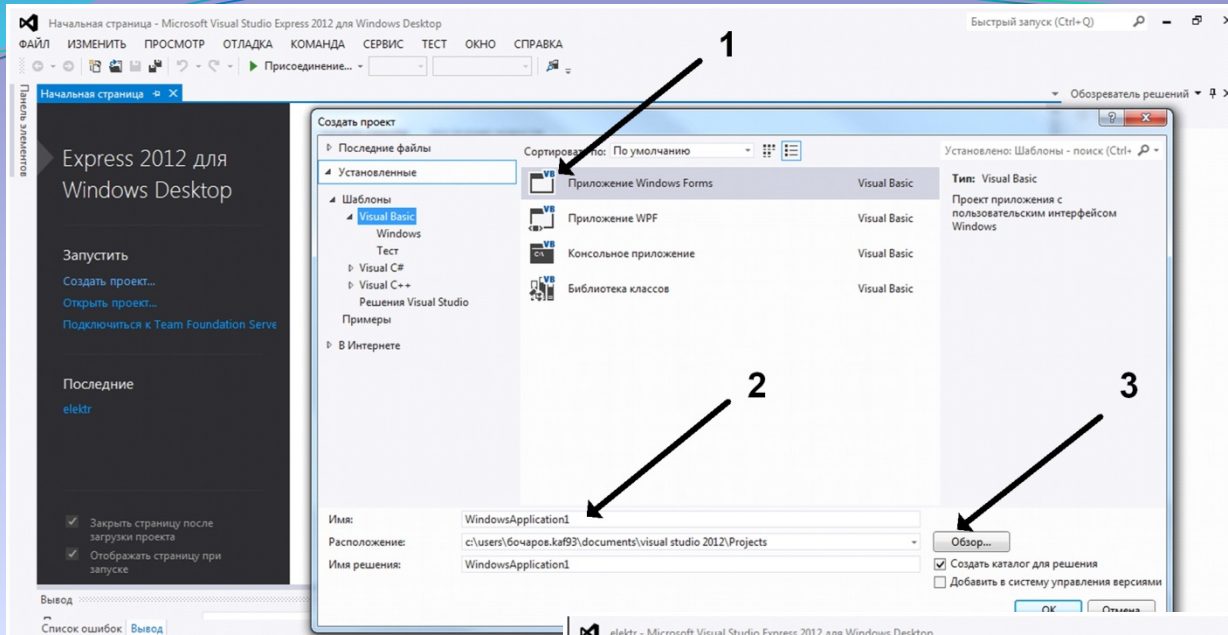 Начальная страница - Microsoft Visual Studio Express 2012 для Windows Desktop
Быстрый запуск (Ctrl+Q)
ФАЙЛ ИЗМЕНИТЬ ПРОСМОТР ОТЛАДКА КОМАНДА СЕРВИС ТЕСТ ОКНО СПРАВКА
1
Присоединение...
Панель элементов
Начальная страница
Обозреватель решений
Express 2012 для
Windows Desktop
Запустить
Создать проект...
Открыть проект...
Подключиться к Team Foundation Serve
Последние
elektr
Закрыть страницу после
загрузки проекта
Отображать страницу при
запуске
Вывод
Список ошибок Вывод
Создать проект
Последние файлы
Установленные
Шаблоны
Visual Basic
Windows
Тест
Visual C#
Visual C++
Решения Visual Studio
Примеры
В Интернете
Сортировать по: По умолчанию
VB Приложение Windows Forms Visual Basic
VB Приложение WPF Visual Basic
VB Консольное приложение Visual Basic
VB Библиотека классов Visual Basic
Установлено: Шаблоны - поиск (Ctrl+
Тип: Visual Basic
Проект приложения с
пользовательским интерфейсом
Windows
2
3
Имя: WindowsApplication1
Расположение: c:\users\бочаров.kaf93\documents\visual studio 2012\Projects
Обзор...
Имя решения: WindowsApplication1
Создать каталог для решения
Добавить в систему управления версиями
OK Отмена
elektr - Microsoft Visual Studio Express 2012 для Windows Desktop